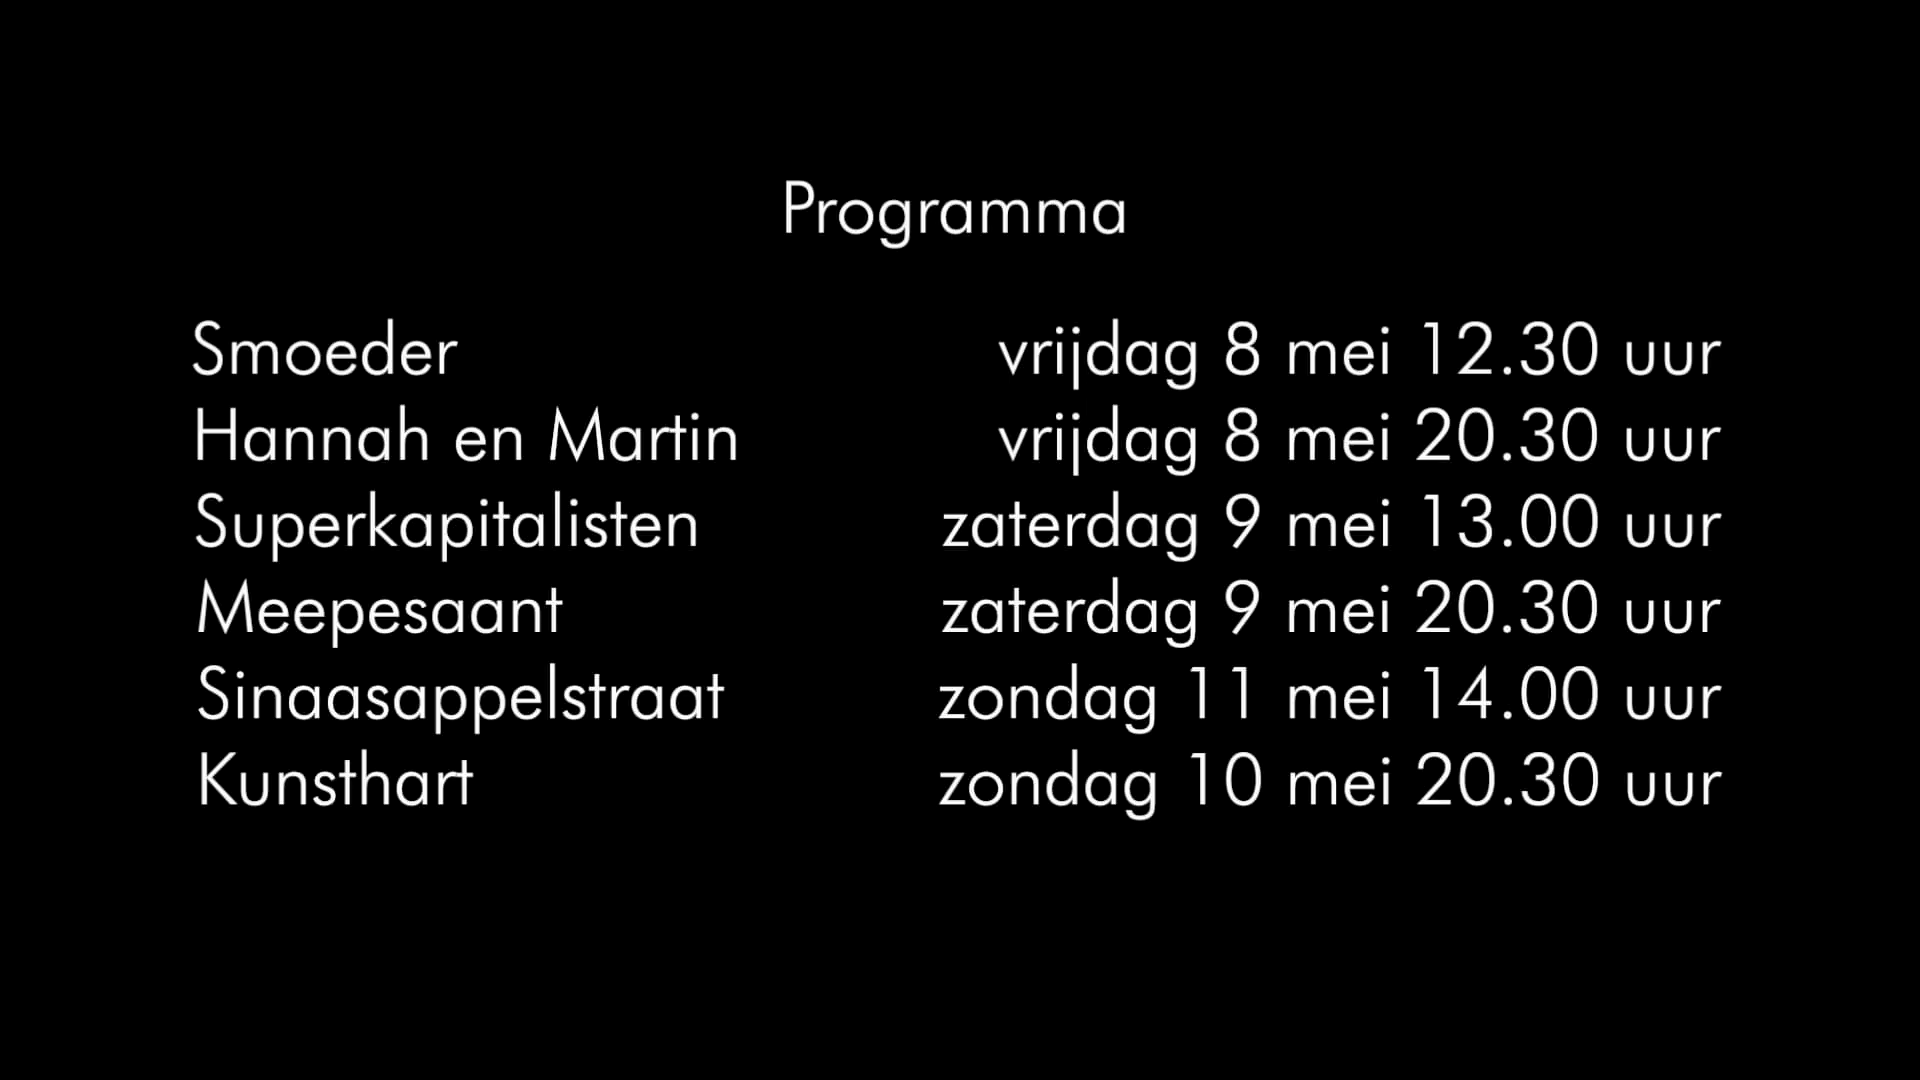 Programma
Smoeder vrijdag 8 mei 12.30 uur
Hannah en Martin vrijdag 8 mei 20.30 uur
Superkapitalisten zaterdag 9 mei 13.00 uur
Meepesaant zaterdag 9 mei 20.30 uur
Sinaasappelstraat zondag 11 mei 14.00 uur
Kunsthart zondag 10 mei 20.30 uur